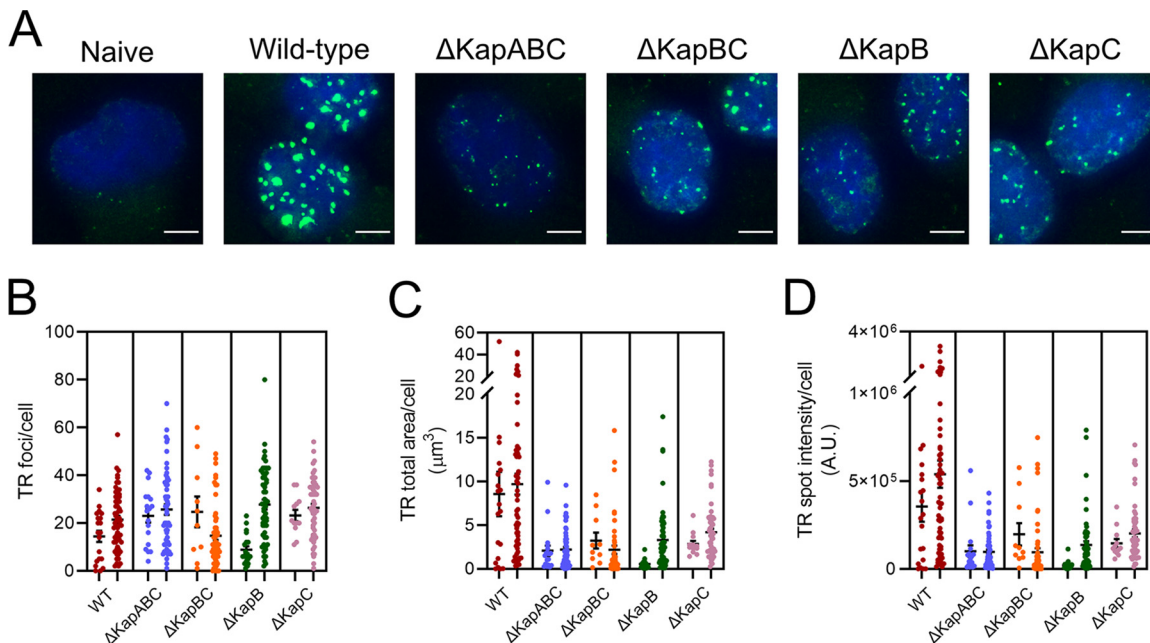 A
Naive
Wild-type
ΔKapABC
ΔKapBC
ΔKapB
ΔKapC
B
TR foci/cell
100
80
60
40
20
0
WT
ΔKapABC
ΔKapBC
ΔKapB
ΔKapC
C
TR total area/cell
(μm³)
60
40
20
20
15
10
5
0
WT
ΔKapABC
ΔKapBC
ΔKapB
ΔKapC
D
TR spot intensity/cell
(A.U.)
4×10⁶
1×10⁶
5×10⁵
0
WT
ΔKapABC
ΔKapBC
ΔKapB
ΔKapC